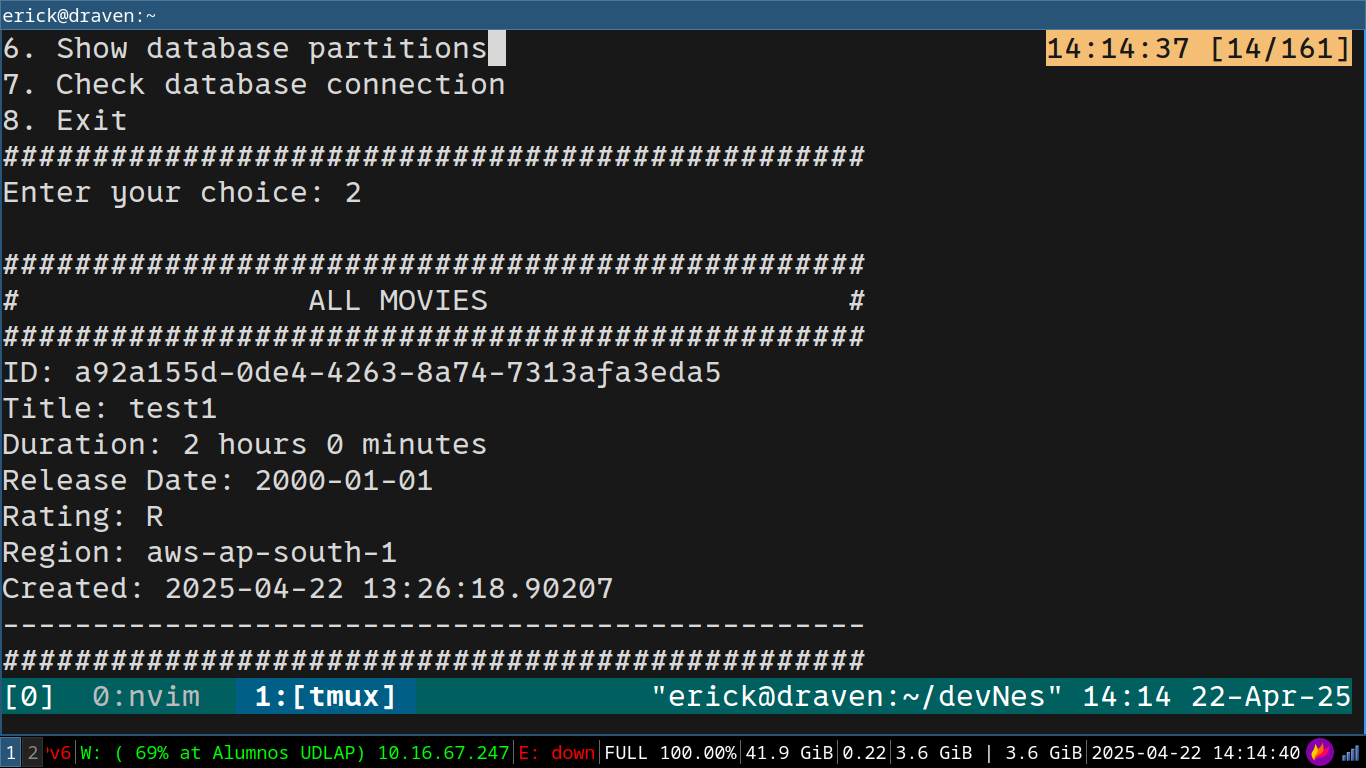 erick@draven:~
6. Show database partitions 14:14:37 [14/161]
7. Check database connection
8. Exit
################################################
Enter your choice: 2
################################################
# ALL MOVIES #
################################################
ID: a92a155d-0de4-4263-8a74-7313afa3eda5
Title: test1
Duration: 2 hours 0 minutes
Release Date: 2000-01-01
Rating: R
Region: aws-ap-south-1
Created: 2025-04-22 13:26:18.90207
------------------------------------------------
################################################
[0] 0:nvim 1:[tmux] "erick@draven:~/devNes" 14:14 22-Apr-25
1 2 v6|W: ( 69% at Alumnos UDLAP) 10.16.67.247|E: down|FULL 100.00%|41.9 GiB|0.22|3.6 GiB | 3.6 GiB|2025-04-22 14:14:40